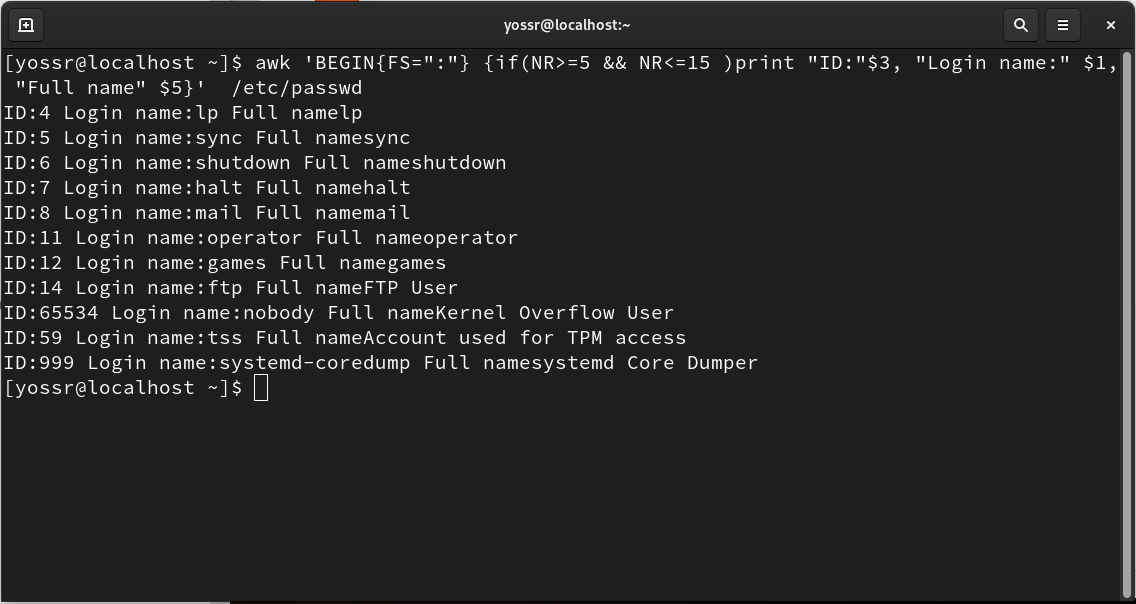 yossr@localhost:~
[yossr@localhost ~]$ awk 'BEGIN{FS=":"} {if(NR>=5 && NR<=15 )print "ID:"$3, "Login name:" $1,
 "Full name" $5}'  /etc/passwd
ID:4 Login name:lp Full namelp
ID:5 Login name:sync Full namesync
ID:6 Login name:shutdown Full nameshutdown
ID:7 Login name:halt Full namehalt
ID:8 Login name:mail Full namemail
ID:11 Login name:operator Full nameoperator
ID:12 Login name:games Full namegames
ID:14 Login name:ftp Full nameFTP User
ID:65534 Login name:nobody Full nameKernel Overflow User
ID:59 Login name:tss Full nameAccount used for TPM access
ID:999 Login name:systemd-coredump Full namesystemd Core Dumper
[yossr@localhost ~]$